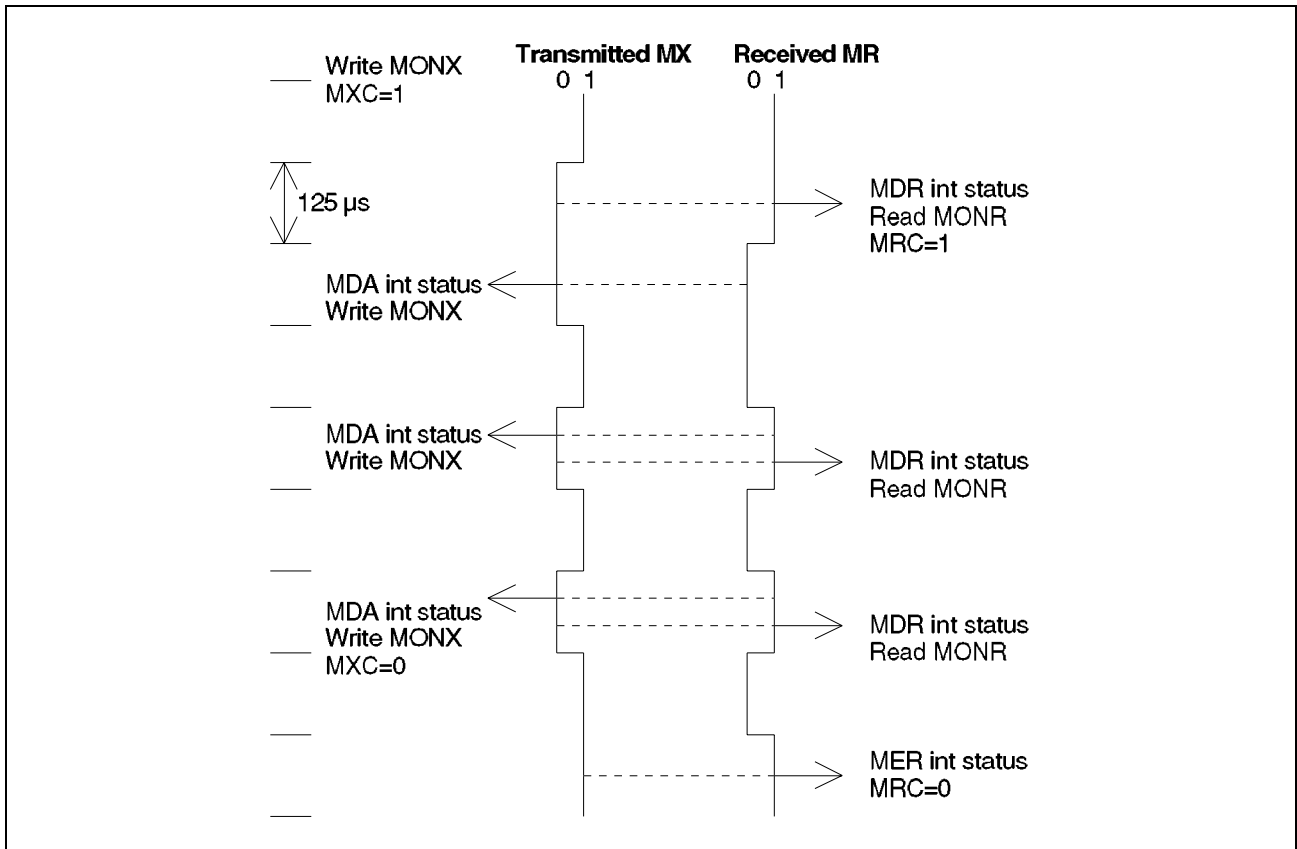 Transmitted MX Received MR
Write MONX
MXC=1
0 1 0 1
125 µs
MDR int status
Read MONR
MRC=1
MDA int status
Write MONX
MDA int status
Write MONX
MDR int status
Read MONR
MDA int status
Write MONX
MXC=0
MDR int status
Read MONR
MER int status
MRC=0